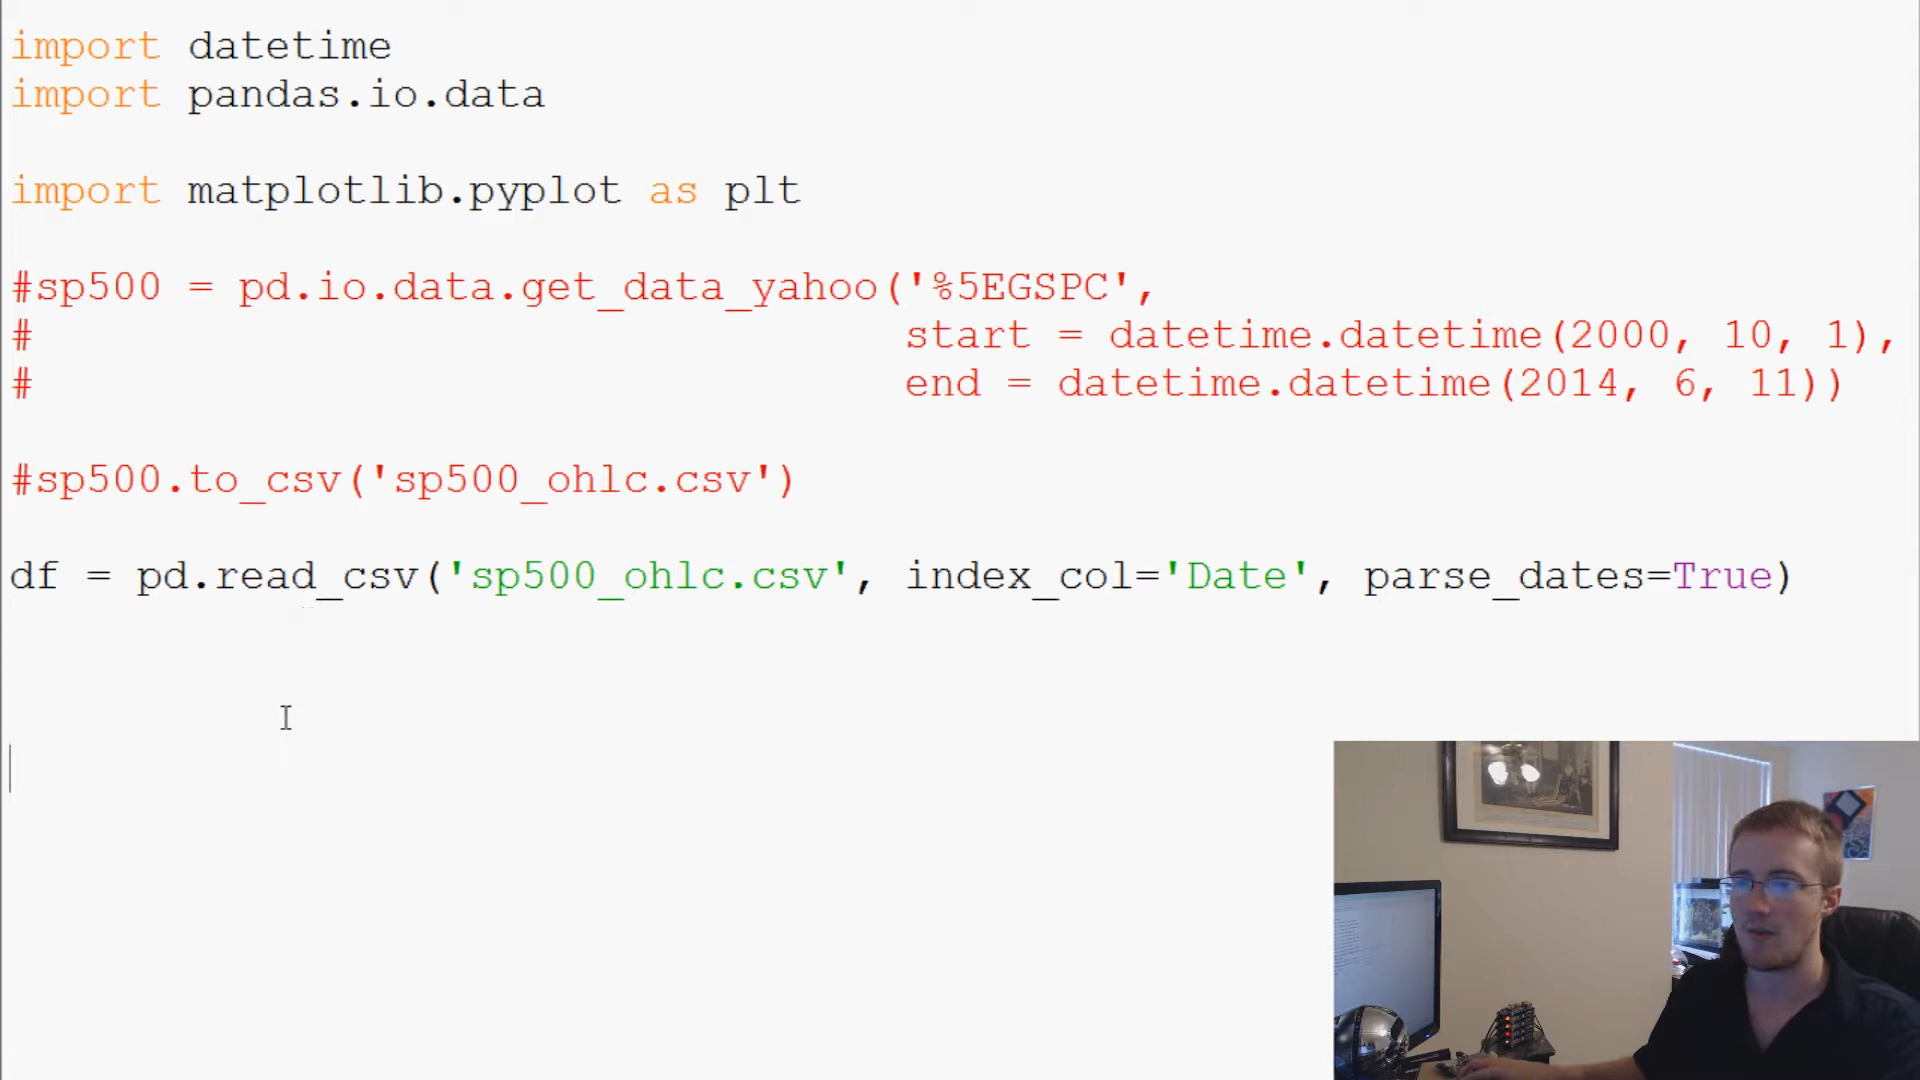 import datetime
import pandas.io.data
import matplotlib.pyplot as plt
#sp500 = pd.io.data.get_data_yahoo('%5EGSPC',
# start = datetime.datetime(2000, 10, 1),
# end = datetime.datetime(2014, 6, 11))
#sp500.to_csv('sp500_ohlc.csv')
df = pd.read_csv('sp500_ohlc.csv', index_col='Date', parse_dates=True)